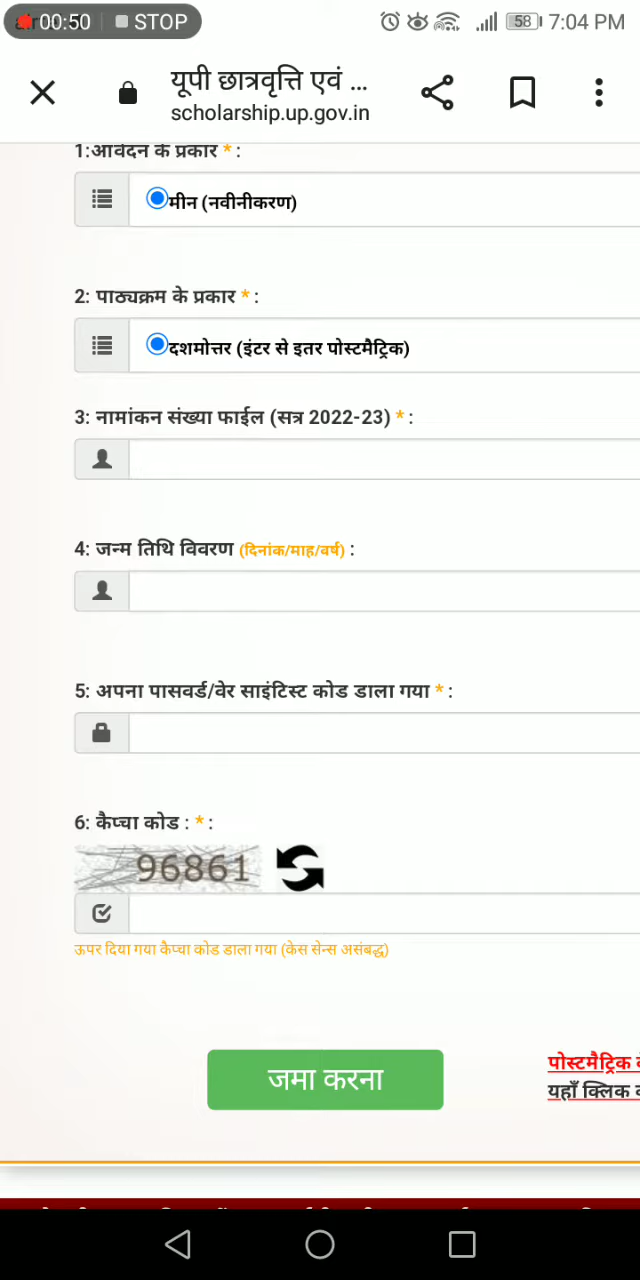 00:50 STOP 58 7:04 PM
यूपी छात्रवृत्ति एवं ...
scholarship.up.gov.in
1:आवेदन के प्रकार * :
मीन (नवीनीकरण)
2: पाठ्यक्रम के प्रकार * :
दशमोत्तर (इंटर से इतर पोस्टमैट्रिक)
3: नामांकन संख्या फाईल (सत्र 2022-23) * :
4: जन्म तिथि विवरण (दिनांक/माह/वर्ष) :
5: अपना पासवर्ड/वेर साइंटिस्ट कोड डाला गया * :
6: कैप्चा कोड : * :
96861
ऊपर दिया गया कैप्चा कोड डाला गया (केस सेन्स असंबद्ध)
जमा करना
पोस्टमैट्रिक
यहाँ क्लिक